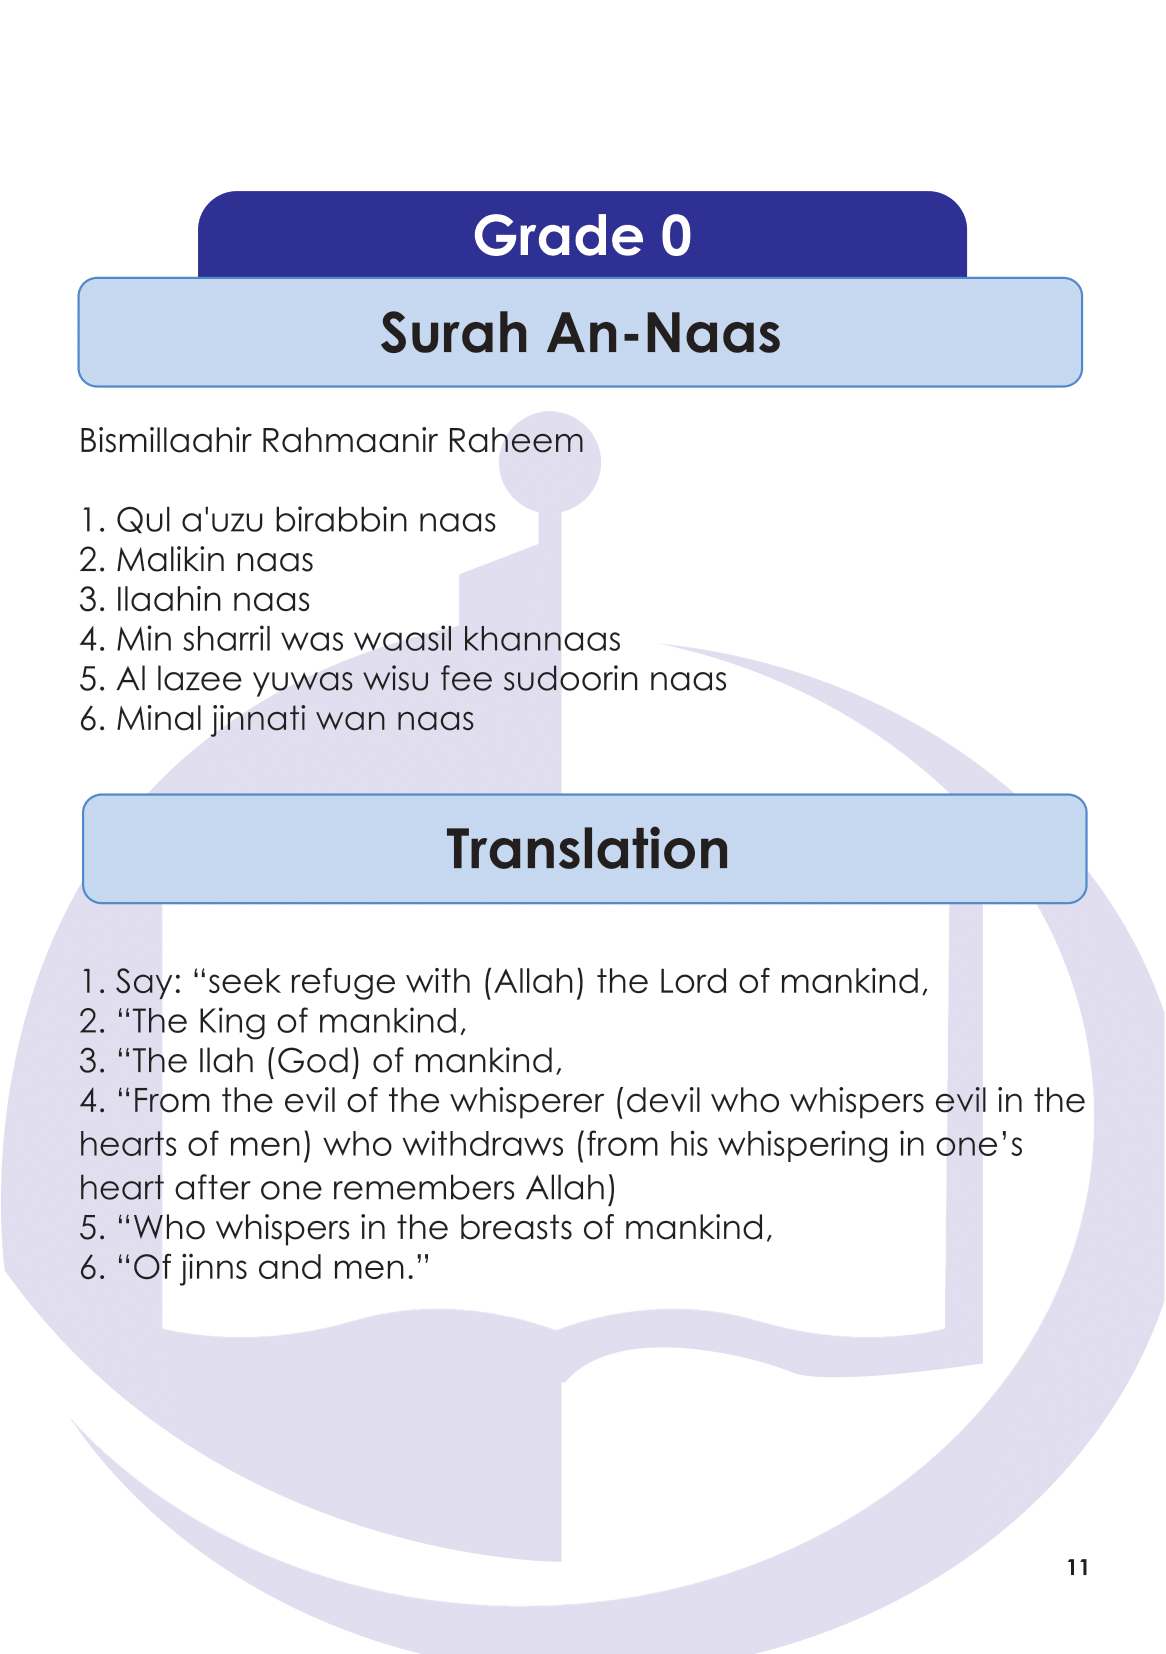 Grade 0
Surah An-Naas
Bismillaahir Rahmaanir Raheem
1. Qul a'uzu birabbin naas
2. Malikin naas
3. Ilaahin naas
4. Min sharril was waasil khannaas
5. Al lazee yuwas wisu fee sudoorin naas
6. Minal jinnati wan naas
Translation
1. Say: “seek refuge with (Allah) the Lord of mankind,
2. “The King of mankind,
3. “The Ilah (God) of mankind,
4. “From the evil of the whisperer (devil who whispers evil in the
hearts of men) who withdraws (from his whispering in one’s
heart after one remembers Allah)
5. “Who whispers in the breasts of mankind,
6. “Of jinns and men.”
11